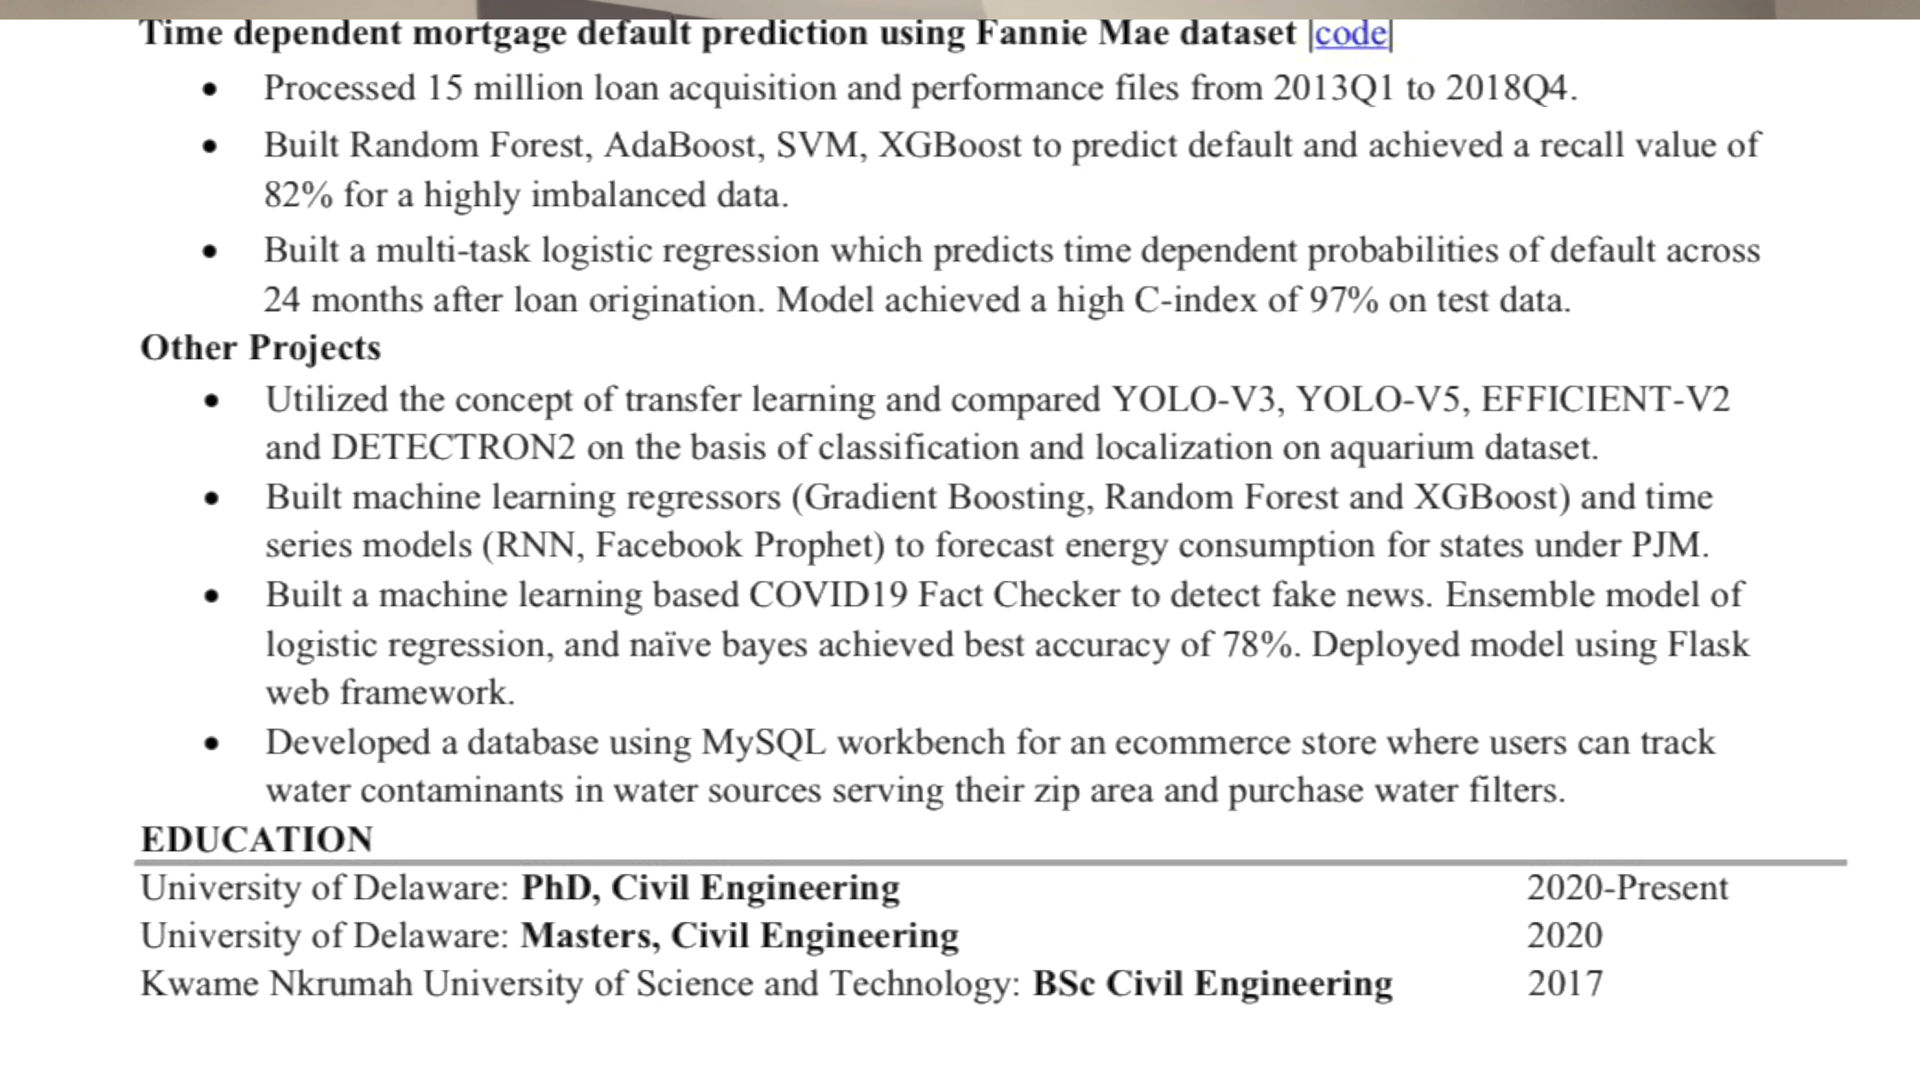 Time dependent mortgage default prediction using Fannie Mae dataset |code|
• Processed 15 million loan acquisition and performance files from 2013Q1 to 2018Q4.
• Built Random Forest, AdaBoost, SVM, XGBoost to predict default and achieved a recall value of
82% for a highly imbalanced data.
• Built a multi-task logistic regression which predicts time dependent probabilities of default across
24 months after loan origination. Model achieved a high C-index of 97% on test data.
Other Projects
• Utilized the concept of transfer learning and compared YOLO-V3, YOLO-V5, EFFICIENT-V2
and DETECTRON2 on the basis of classification and localization on aquarium dataset.
• Built machine learning regressors (Gradient Boosting, Random Forest and XGBoost) and time
series models (RNN, Facebook Prophet) to forecast energy consumption for states under PJM.
• Built a machine learning based COVID19 Fact Checker to detect fake news. Ensemble model of
logistic regression, and naïve bayes achieved best accuracy of 78%. Deployed model using Flask
web framework.
• Developed a database using MySQL workbench for an ecommerce store where users can track
water contaminants in water sources serving their zip area and purchase water filters.
EDUCATION
University of Delaware: PhD, Civil Engineering 2020-Present
University of Delaware: Masters, Civil Engineering 2020
Kwame Nkrumah University of Science and Technology: BSc Civil Engineering 2017